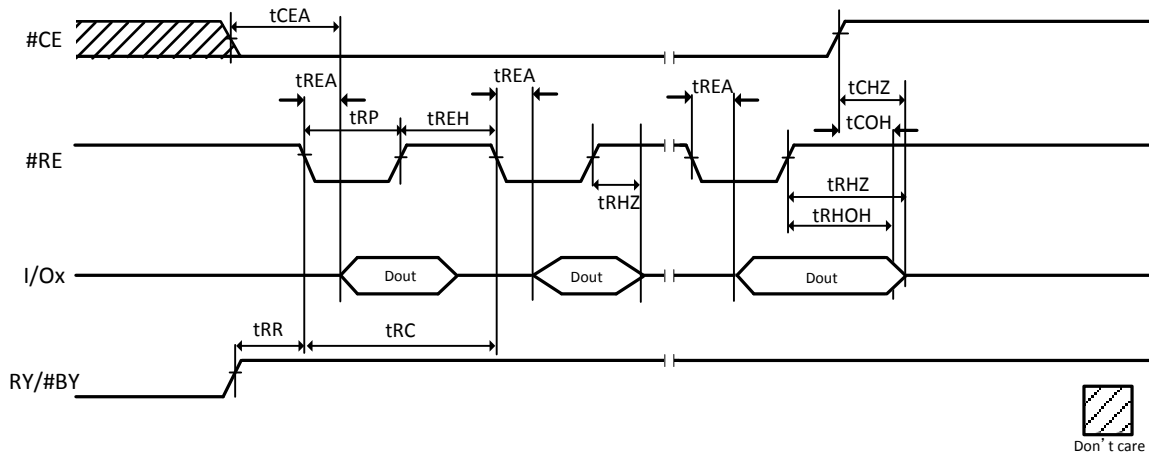 tCEA
#CE
tREA
tREA
tREA
tCHZ
tRP
tREH
tCOH
#RE
tRHZ
tRHZ
tRHOH
I/Ox
Dout
Dout
Dout
tRR
tRC
RY/#BY
Don't care